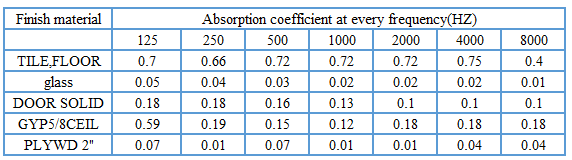 Finish material Absorption coefficient at every frequency(HZ)
125 250 500 1000 2000 4000 8000
TILE,FLOOR 0.7 0.66 0.72 0.72 0.72 0.75 0.4
glass 0.05 0.04 0.03 0.02 0.02 0.02 0.01
DOOR SOLID 0.18 0.18 0.16 0.13 0.1 0.1 0.1
GYP5/8CEIL 0.59 0.19 0.15 0.12 0.18 0.18 0.18
PLYWD 2" 0.07 0.01 0.07 0.01 0.01 0.04 0.04